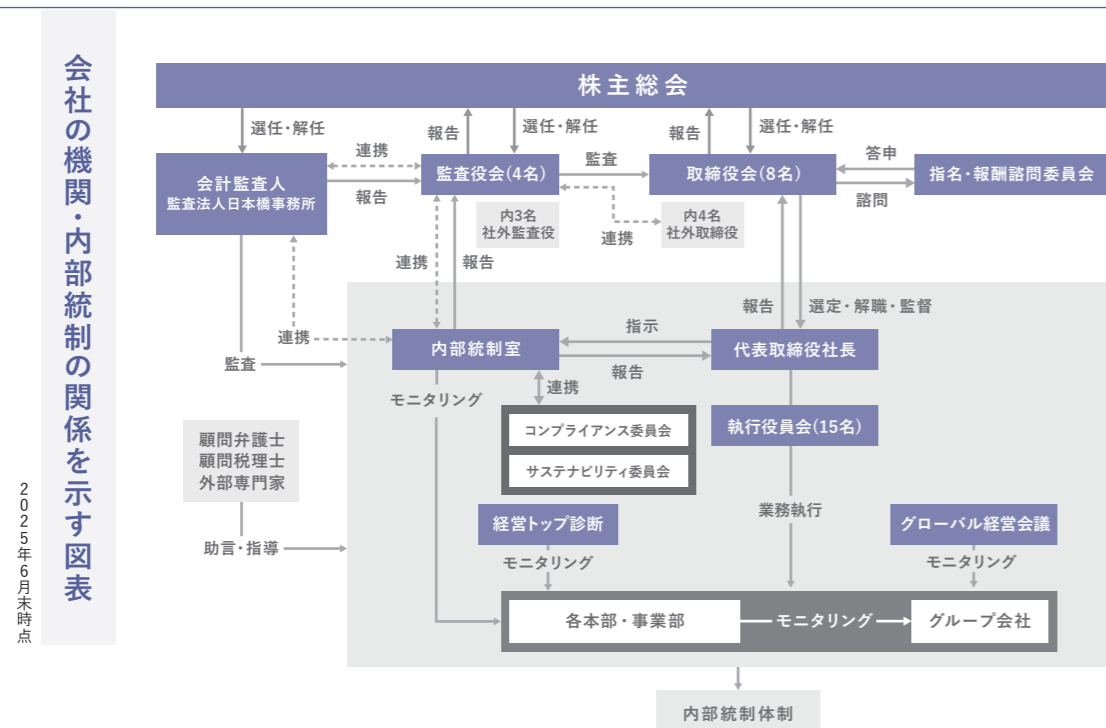 会社の機関・内部統制の関係を示す図表
2025年6月末時点
株主総会
選任・解任
報告
選任・解任
報告
選任・解任
連携
監査
答申
会計監査人
監査法人日本橋事務所
報告
監査役会(4名)
取締役会(8名)
諮問
指名・報酬諮問委員会
内3名
社外監査役
連携
内4名
社外取締役
連携
報告
報告
選定・解職・監督
連携
監査
内部統制室
指示
報告
代表取締役社長
モニタリング
連携
コンプライアンス委員会
サステナビリティ委員会
執行役員会(15名)
顧問弁護士
顧問税理士
外部専門家
助言・指導
経営トップ診断
モニタリング
業務執行
グローバル経営会議
モニタリング
各本部・事業部
モニタリング
グループ会社
内部統制体制